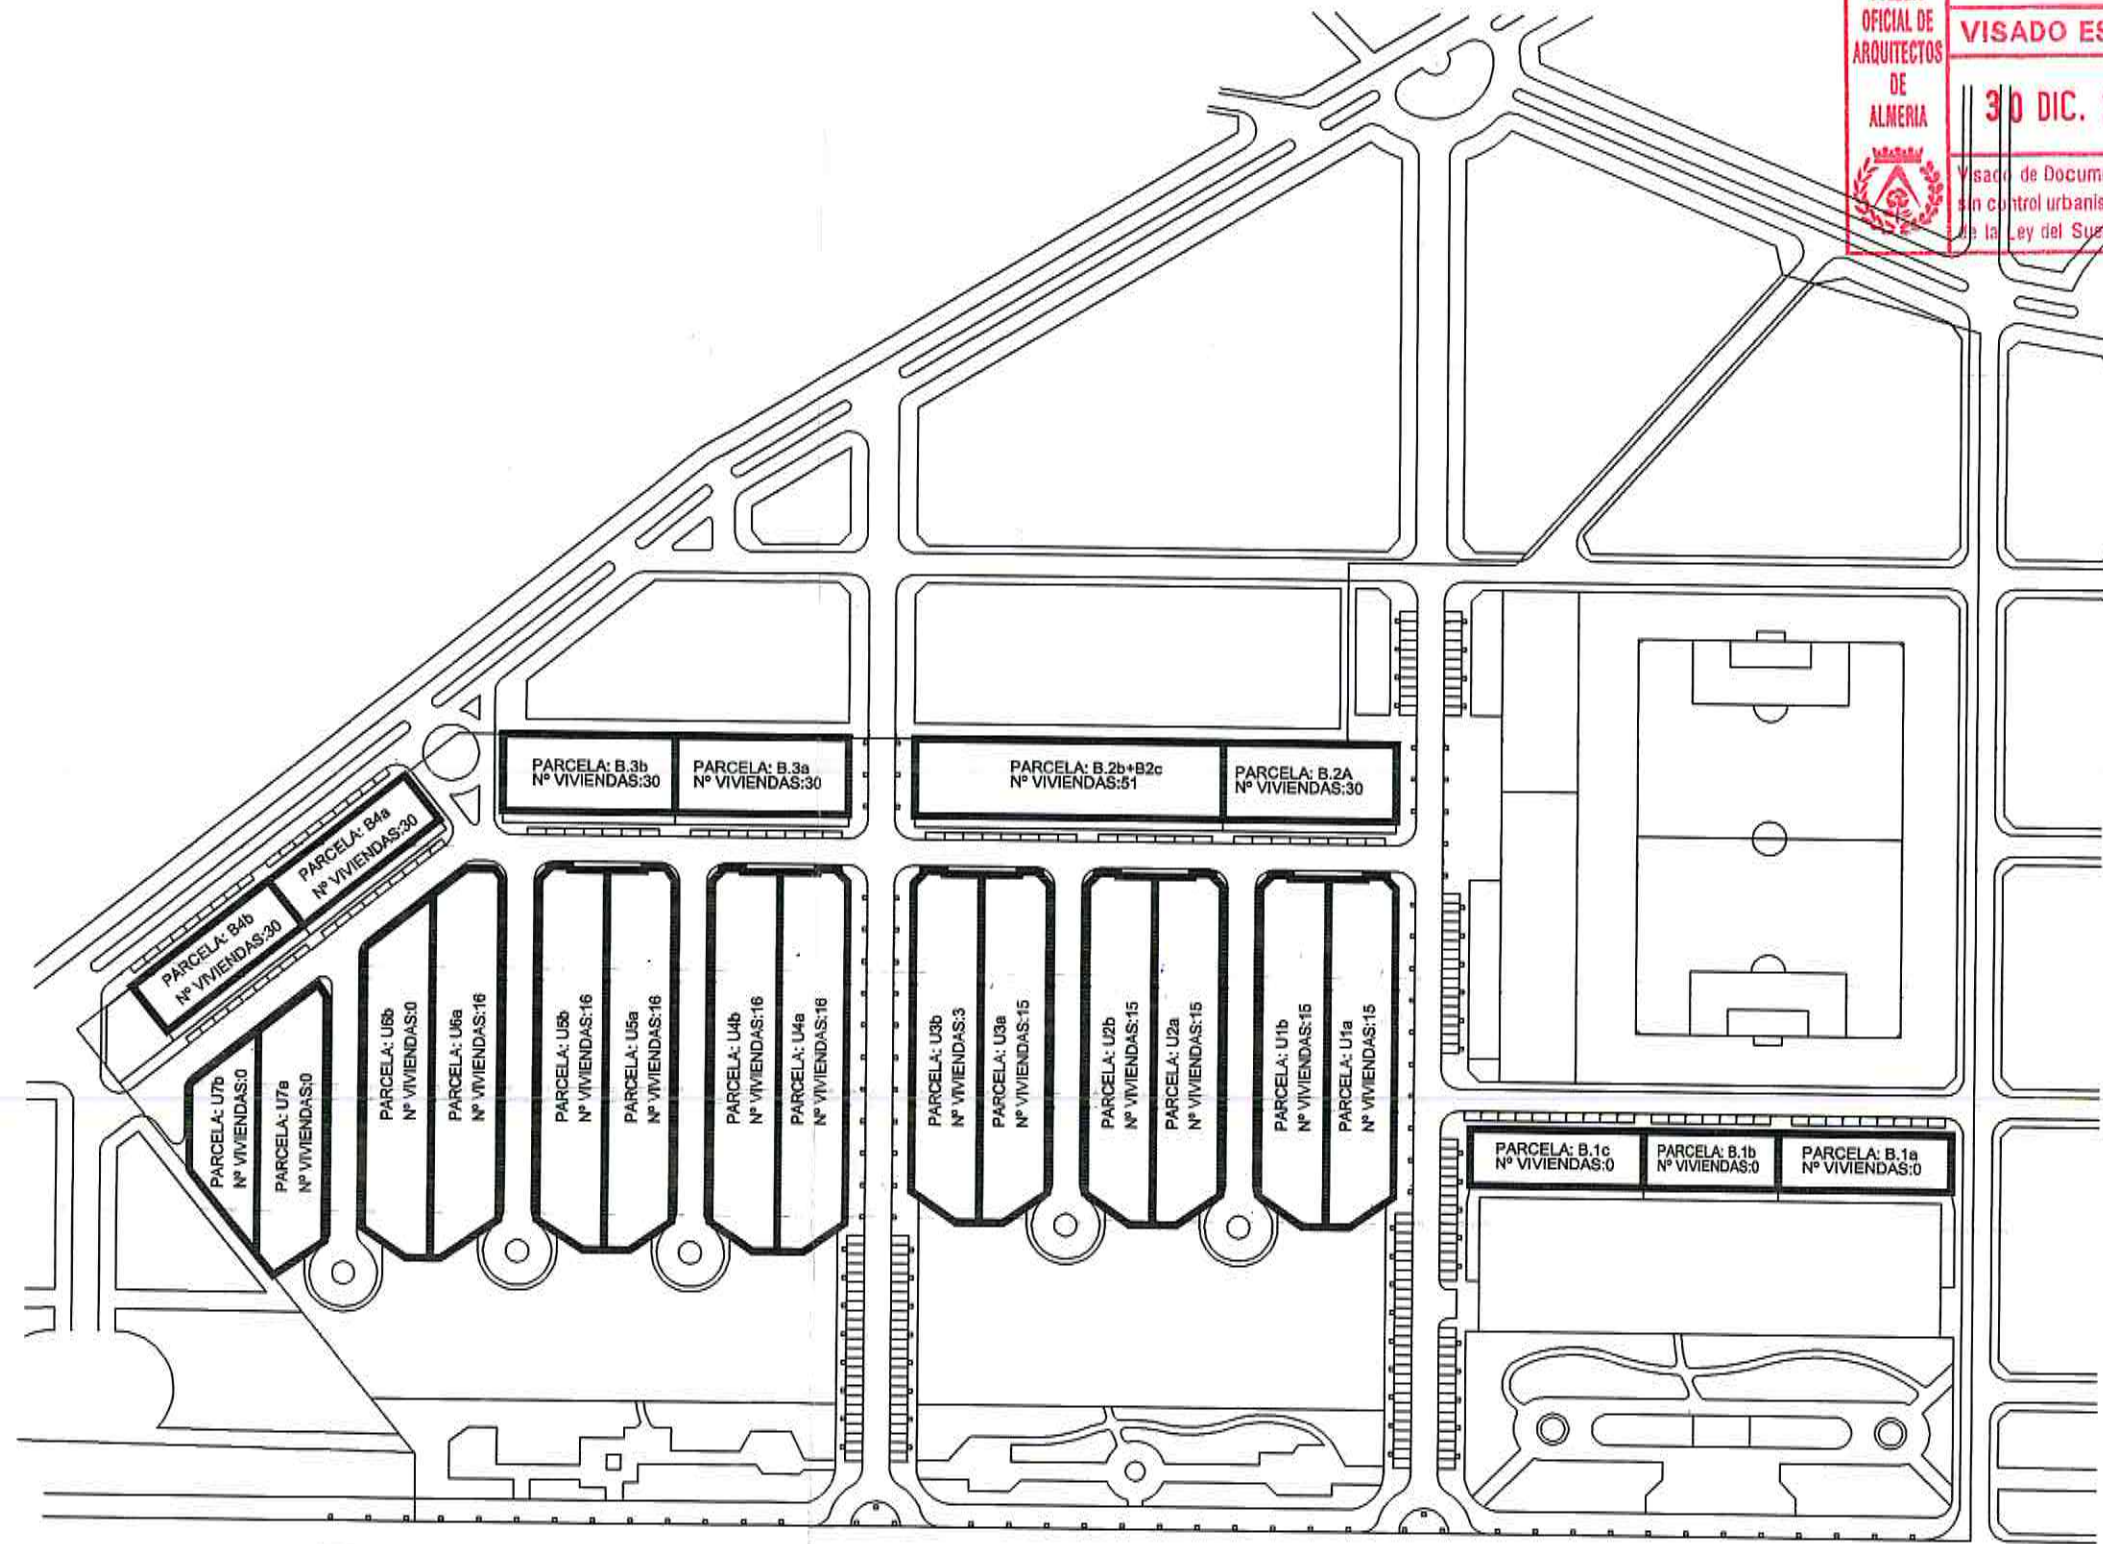 OFICIAL DE
ARQUITECTOS
DE
ALMERIA
VISADO ES
30 DIC.
Visado de Docum
sin control urbanis
de la Ley del Sue
PARCELA: B.3b
Nº VIVIENDAS:30
PARCELA: B.3a
Nº VIVIENDAS:30
PARCELA: B.2b+B2c
Nº VIVIENDAS:51
PARCELA: B.2A
Nº VIVIENDAS:30
PARCELA: B4a
Nº VIVIENDAS:30
PARCELA: B4b
Nº VIVIENDAS:30
PARCELA: U7b
Nº VIVIENDAS:0
PARCELA: U7a
Nº VIVIENDAS:0
PARCELA: U6b
Nº VIVIENDAS:0
PARCELA: U6a
Nº VIVIENDAS:16
PARCELA: U5b
Nº VIVIENDAS:16
PARCELA: U5a
Nº VIVIENDAS:16
PARCELA: U4b
Nº VIVIENDAS:16
PARCELA: U4a
Nº VIVIENDAS:16
PARCELA: U3b
Nº VIVIENDAS:3
PARCELA: U3a
Nº VIVIENDAS:15
PARCELA: U2b
Nº VIVIENDAS:15
PARCELA: U2a
Nº VIVIENDAS:15
PARCELA: U1b
Nº VIVIENDAS:15
PARCELA: U1a
Nº VIVIENDAS:15
PARCELA: B.1c
Nº VIVIENDAS:0
PARCELA: B.1b
Nº VIVIENDAS:0
PARCELA: B.1a
Nº VIVIENDAS:0